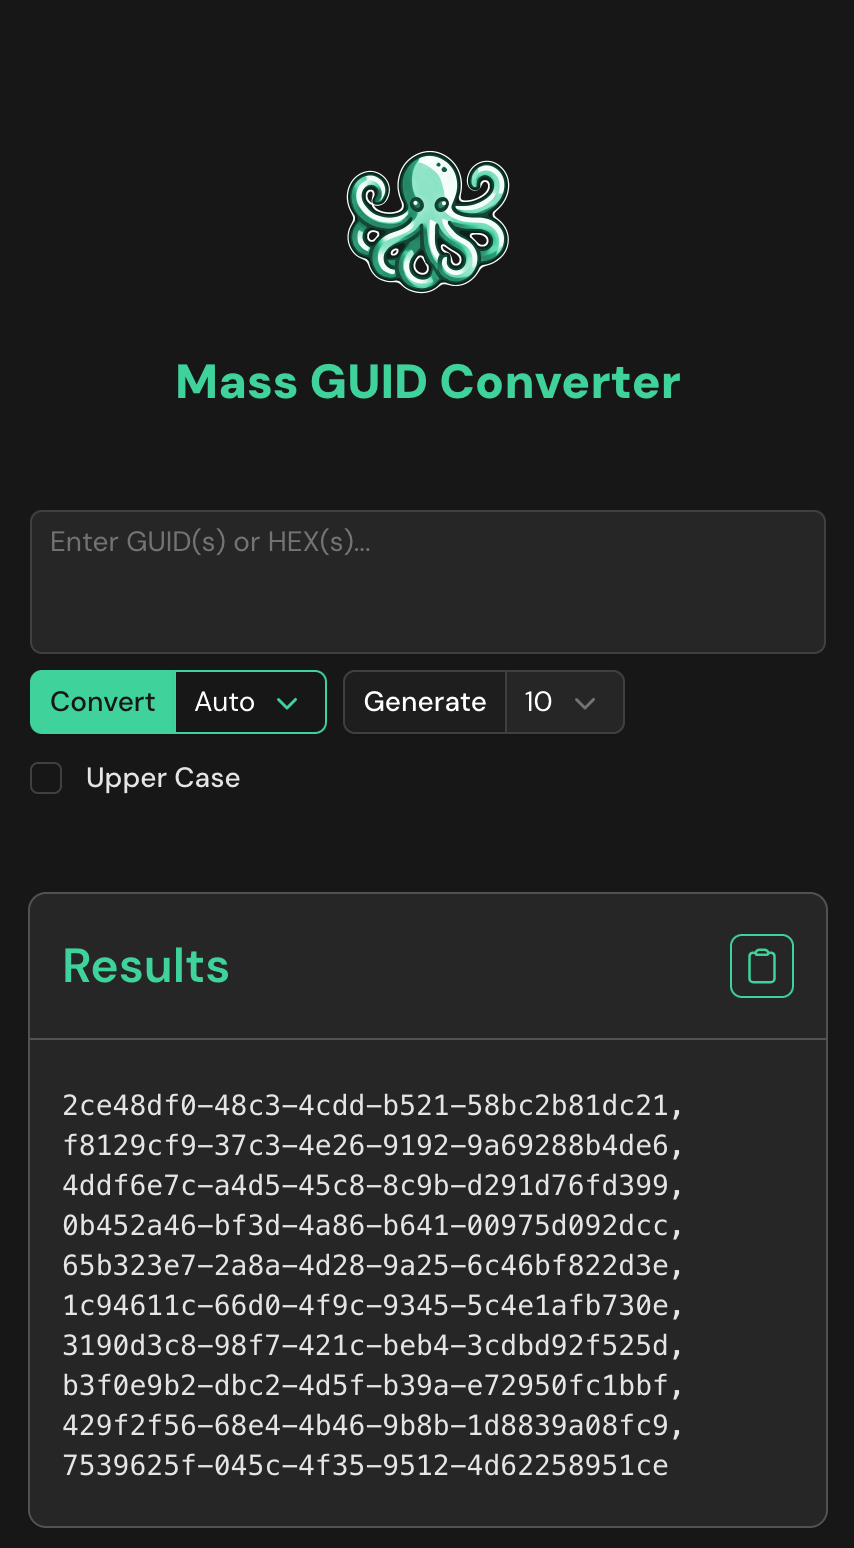 Mass GUID Converter
Enter GUID(s) or HEX(s)...
Convert Auto Generate 10
Upper Case
Results
2ce48df0-48c3-4cdd-b521-58bc2b81dc21,
f8129cf9-37c3-4e26-9192-9a69288b4de6,
4ddf6e7c-a4d5-45c8-8c9b-d291d76fd399,
0b452a46-bf3d-4a86-b641-00975d092dcc,
65b323e7-2a8a-4d28-9a25-6c46bf822d3e,
1c94611c-66d0-4f9c-9345-5c4e1afb730e,
3190d3c8-98f7-421c-beb4-3cdbd92f525d,
b3f0e9b2-dbc2-4d5f-b39a-e72950fc1bbf,
429f2f56-68e4-4b46-9b8b-1d8839a08fc9,
7539625f-045c-4f35-9512-4d62258951ce